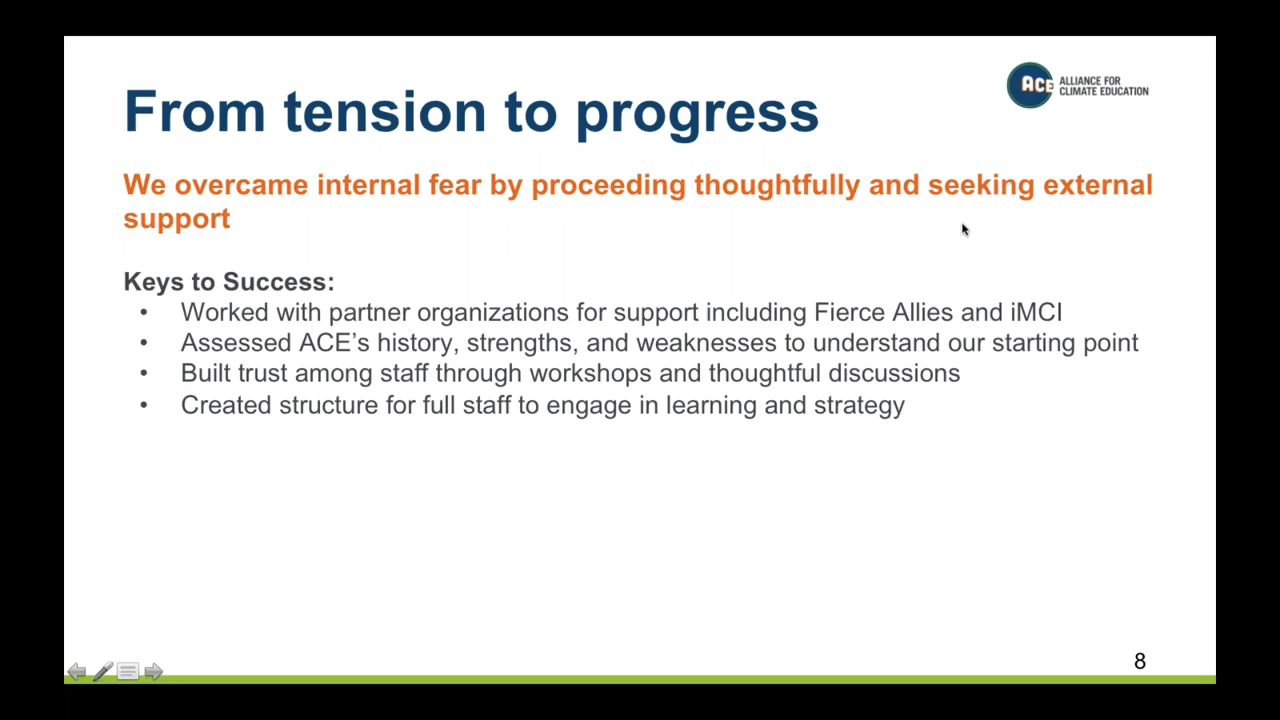 ACE ALLIANCE FOR
CLIMATE EDUCATION
From tension to progress
We overcame internal fear by proceeding thoughtfully and seeking external
support
Keys to Success:
• Worked with partner organizations for support including Fierce Allies and iMCI
• Assessed ACE’s history, strengths, and weaknesses to understand our starting point
• Built trust among staff through workshops and thoughtful discussions
• Created structure for full staff to engage in learning and strategy
8